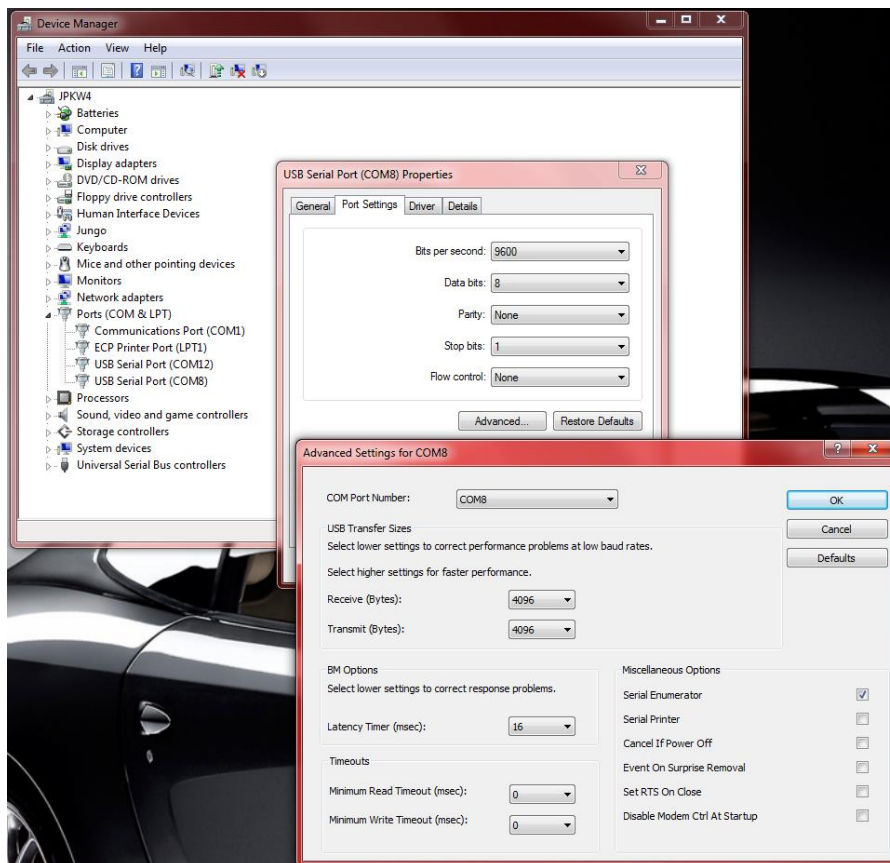 Device Manager
File Action View Help
JPKW4
Batteries
Computer
Disk drives
Display adapters
DVD/CD-ROM drives
Floppy drive controllers
Human Interface Devices
Jungo
Keyboards
Mice and other pointing devices
Monitors
Network adapters
Ports (COM & LPT)
Communications Port (COM1)
ECP Printer Port (LPT1)
USB Serial Port (COM12)
USB Serial Port (COM8)
Processors
Sound, video and game controllers
Storage controllers
System devices
Universal Serial Bus controllers
USB Serial Port (COM8) Properties
General Port Settings Driver Details
Bits per second: 9600
Data bits: 8
Parity: None
Stop bits: 1
Flow control: None
Advanced... Restore Defaults
Advanced Settings for COM8
COM Port Number: COM8
OK
Cancel
Defaults
USB Transfer Sizes
Select lower settings to correct performance problems at low baud rates.
Select higher settings for faster performance.
Receive (Bytes): 4096
Transmit (Bytes): 4096
BM Options
Select lower settings to correct response problems.
Latency Timer (msec): 16
Timeouts
Minimum Read Timeout (msec): 0
Minimum Write Timeout (msec): 0
Miscellaneous Options
Serial Enumerator
Serial Printer
Cancel If Power Off
Event On Surprise Removal
Set RTS On Close
Disable Modem Ctrl At Startup